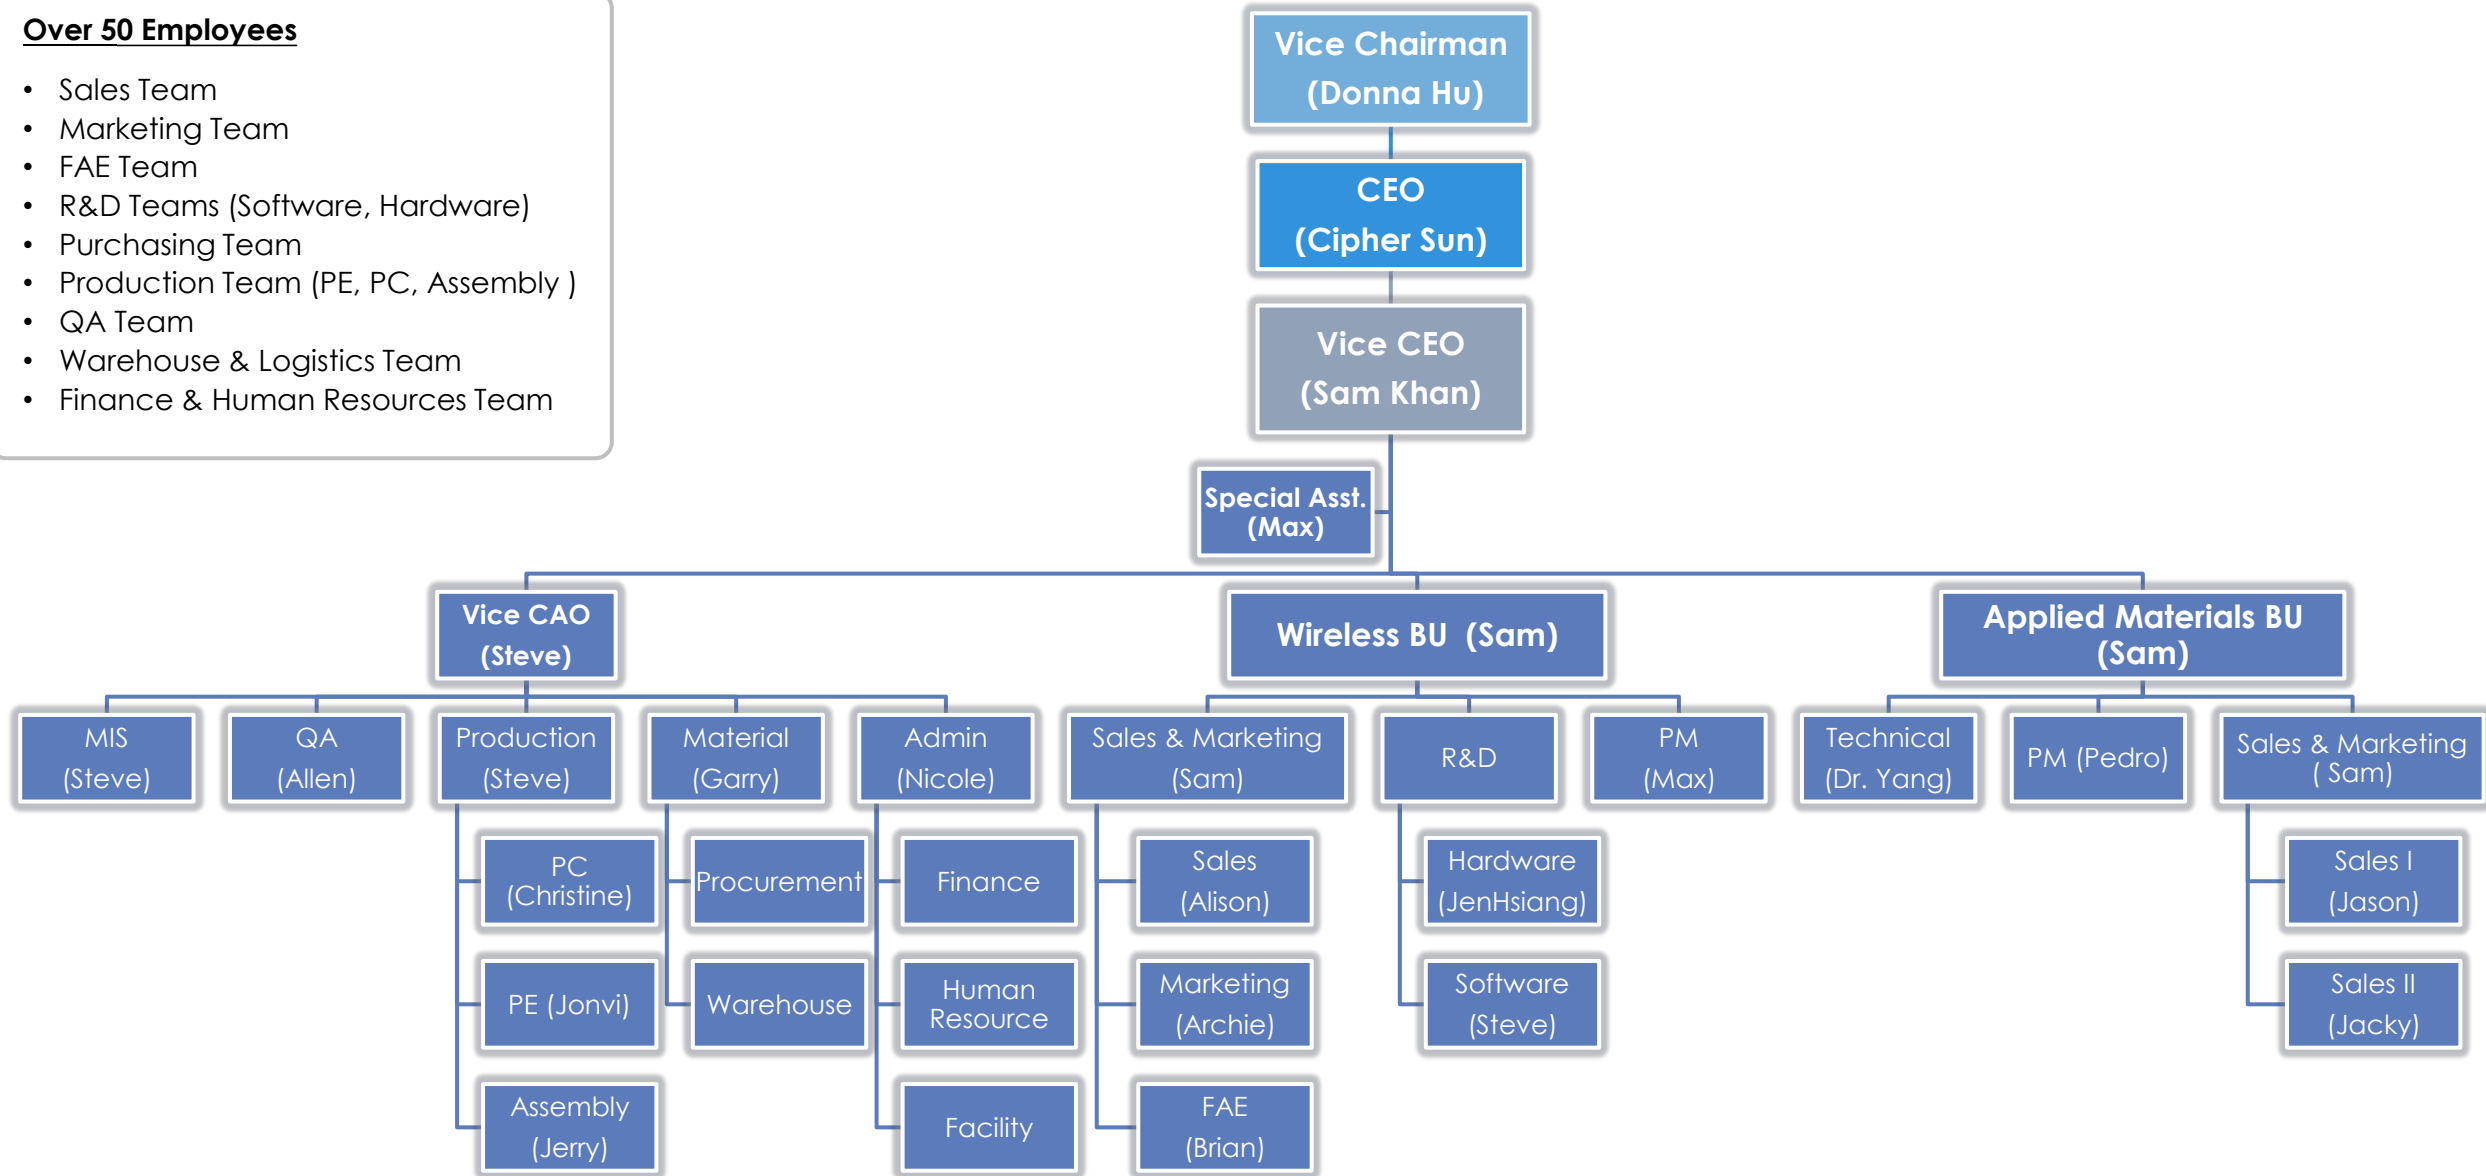 Over 50 Employees
• Sales Team
• Marketing Team
• FAE Team
• R&D Teams (Software, Hardware)
• Purchasing Team
• Production Team (PE, PC, Assembly )
• QA Team
• Warehouse & Logistics Team
• Finance & Human Resources Team
Vice Chairman
(Donna Hu)
CEO
(Cipher Sun)
Vice CEO
(Sam Khan)
Special Asst.
(Max)
Vice CAO
(Steve)
Wireless BU (Sam)
Applied Materials BU
(Sam)
MIS
(Steve)
QA
(Allen)
Production
(Steve)
Material
(Garry)
Admin
(Nicole)
Sales & Marketing
(Sam)
R&D
PM
(Max)
Technical
(Dr. Yang)
PM (Pedro)
Sales & Marketing
( Sam)
PC
(Christine)
Procurement
Finance
Sales
(Alison)
Hardware
(JenHsiang)
Sales I
(Jason)
PE (Jonvi)
Warehouse
Human
Resource
Marketing
(Archie)
Software
(Steve)
Sales II
(Jacky)
Assembly
(Jerry)
Facility
FAE
(Brian)